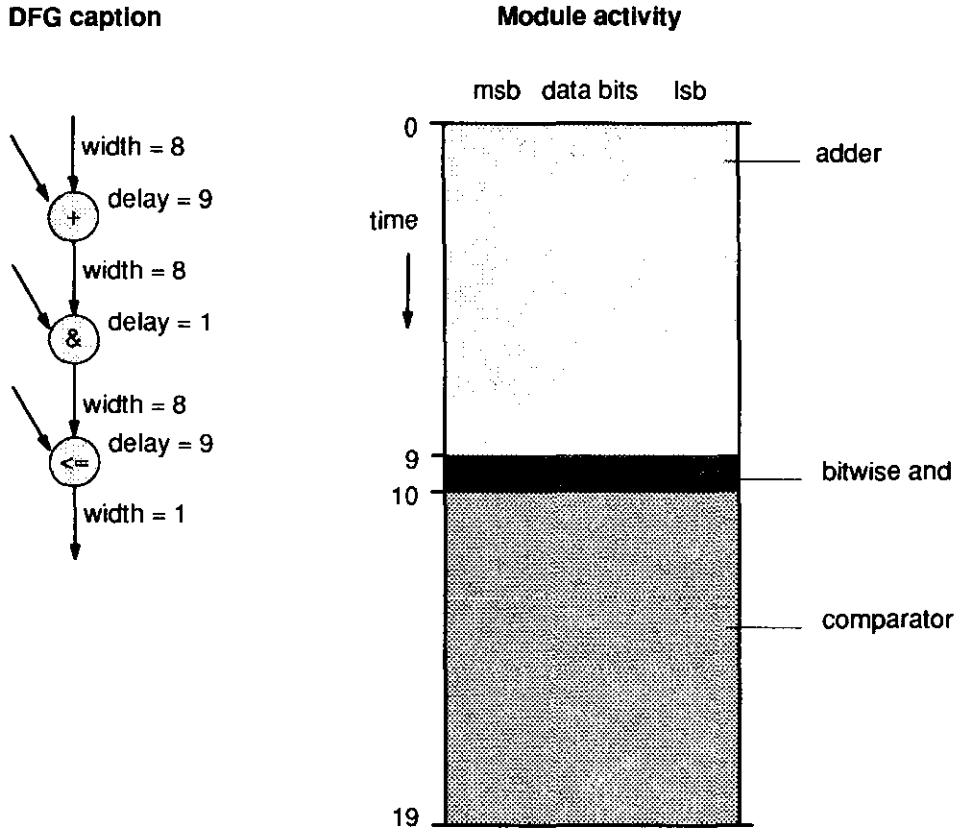 DFG caption
Module activity
width = 8
delay = 9
+
width = 8
delay = 1
&
width = 8
delay = 9
<=
width = 1
msb data bits lsb
0
adder
time
9
bitwise and
10
comparator
19